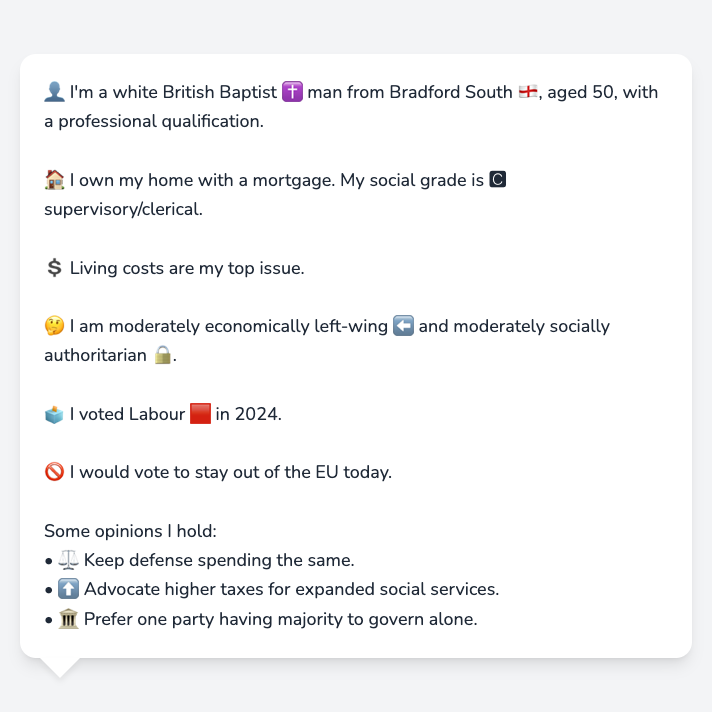 👤 I'm a white British Baptist ✝️ man from Bradford South 🏴󠁧󠁢󠁥󠁮󠁧󠁿, aged 50, with
a professional qualification.
🏠 I own my home with a mortgage. My social grade is 🅲
supervisory/clerical.
💲 Living costs are my top issue.
🤔 I am moderately economically left-wing ⬅️ and moderately socially
authoritarian 🔒.
🗳️ I voted Labour 🟥 in 2024.
🚫 I would vote to stay out of the EU today.
Some opinions I hold:
• ⚖️ Keep defense spending the same.
• ⬆️ Advocate higher taxes for expanded social services.
• 🏛️ Prefer one party having majority to govern alone.